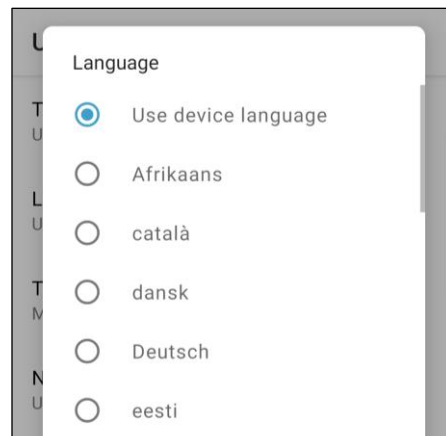 U
Language
T
U
Use device language
Afrikaans
L
U
català
T
M
dansk
Deutsch
N
U
eesti